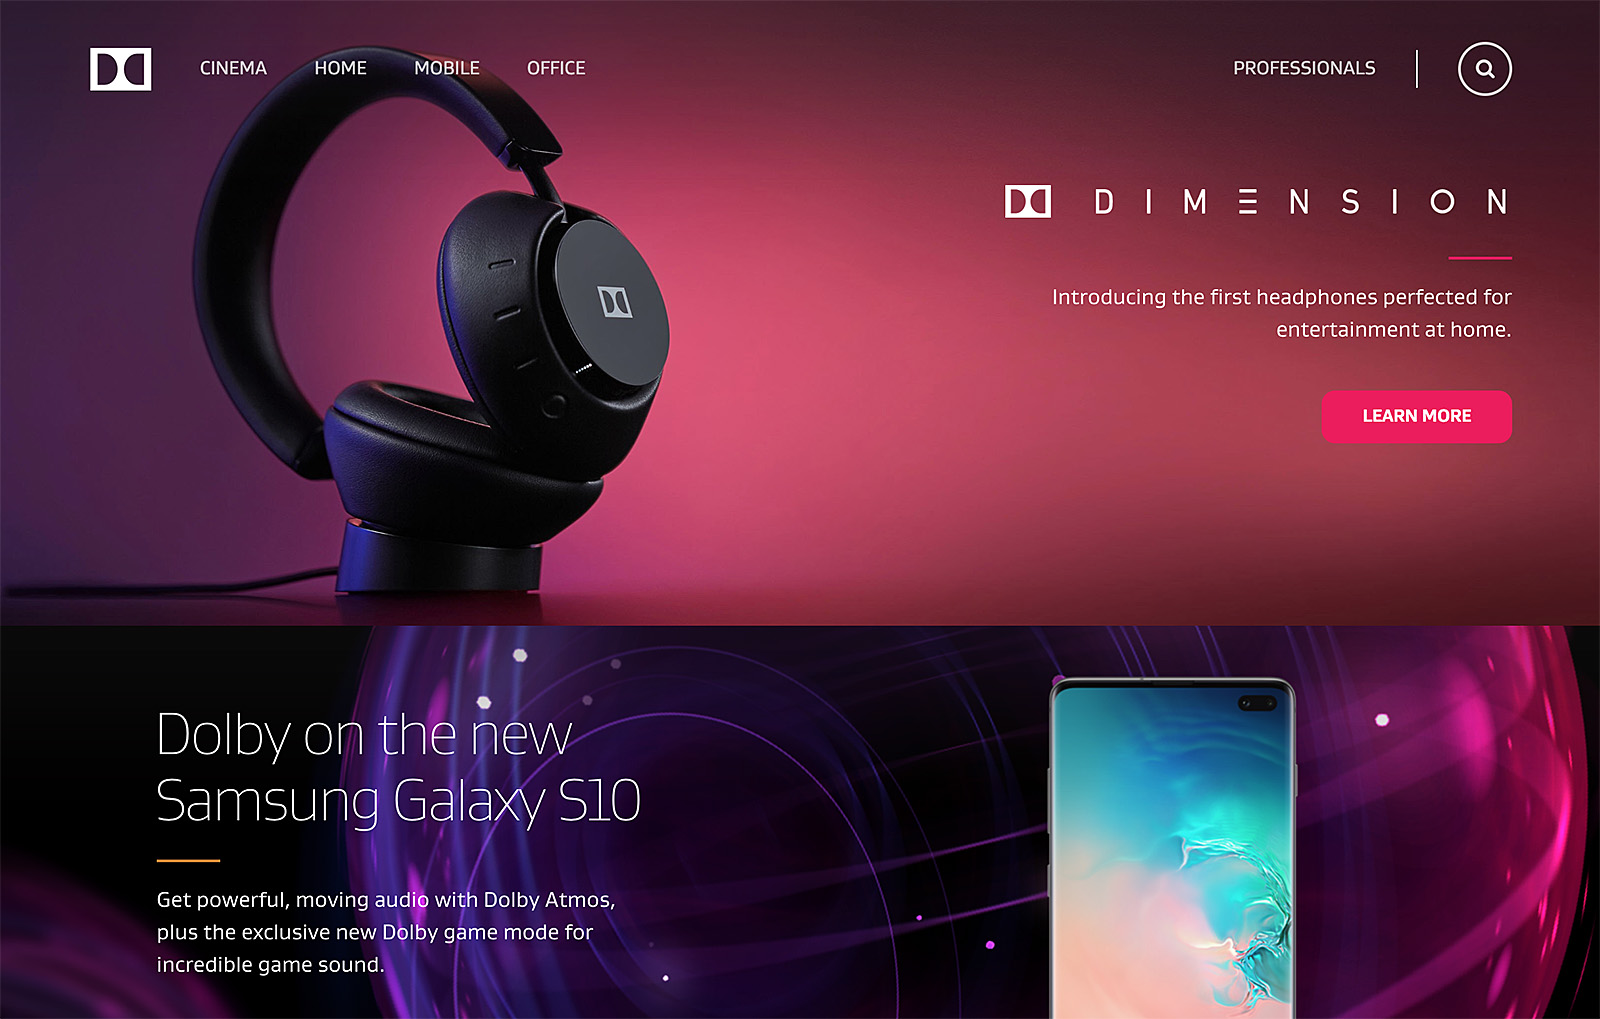 CINEMA HOME MOBILE OFFICE PROFESSIONALS
DIMENSION
Introducing the first headphones perfected for
entertainment at home.
LEARN MORE
Dolby on the new
Samsung Galaxy S10
Get powerful, moving audio with Dolby Atmos,
plus the exclusive new Dolby game mode for
incredible game sound.